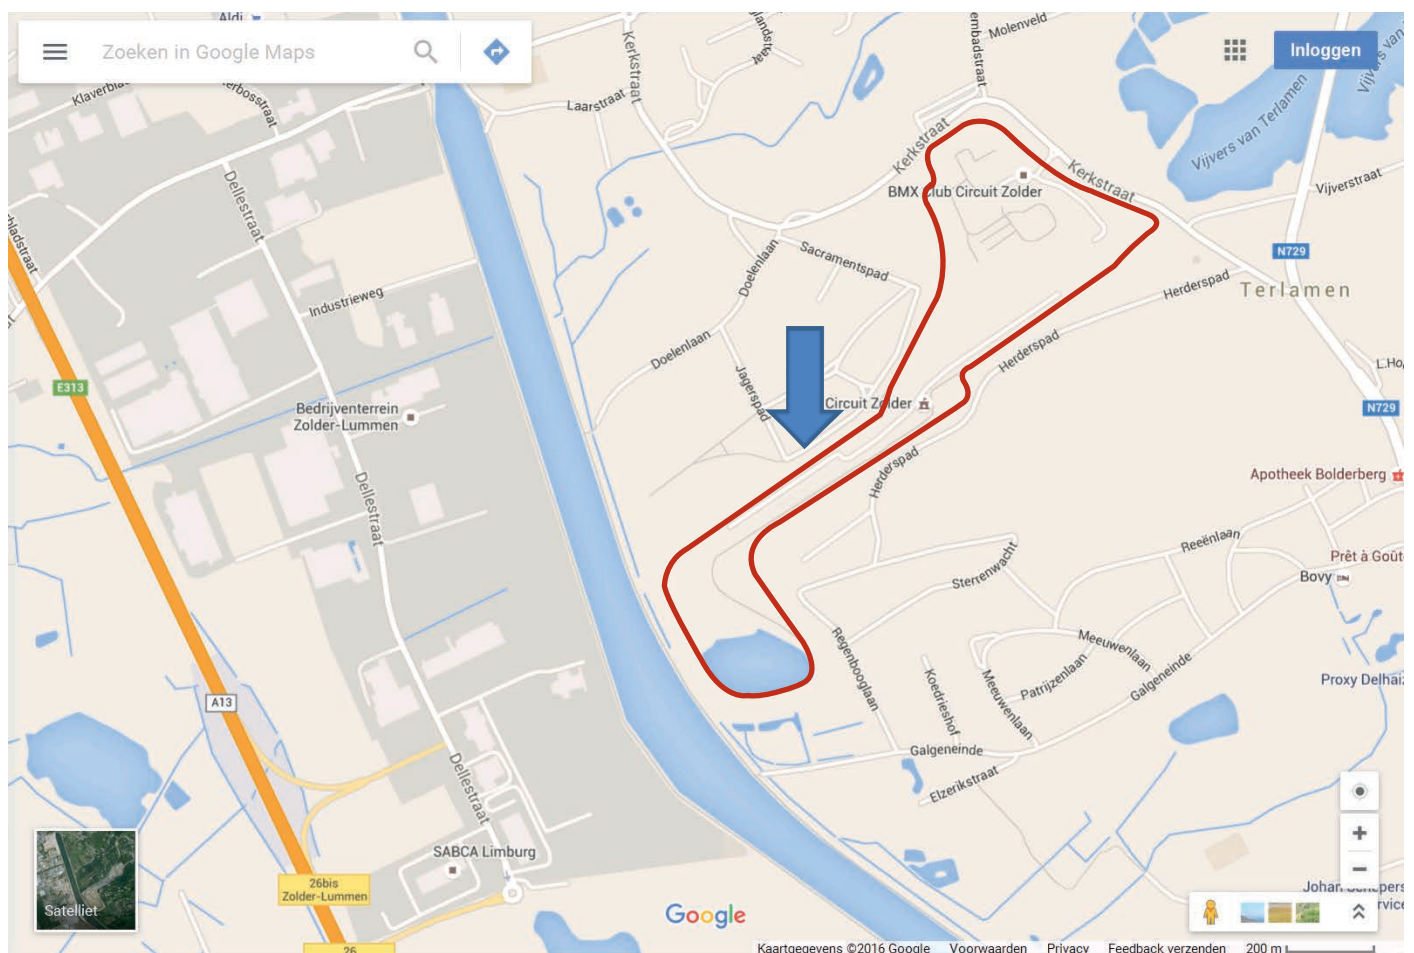 Aldi
Zoeken in Google Maps
Inloggen
Molenveld
Kerkstraat
Laarstraat
Vijvers van Terlamen
Kerkstraat
Kerkstraat
BMX Club Circuit Zolder
Vijverstraat
Dellestraat
Sacramentspad
Doelenlaan
N729
Terlamen
Industrieweg
Herderspad
Herderspad
Doelenlaan
Jagerspad
E313
Circuit Zolder
N729
Bedrijventerrein
Zolder-Lummen
Herderspad
Apotheek Bolderberg
Dellestraat
Reeënlaan
Sterrenwacht
Prêt à Goûte
Bovy
Regenbooglaan
Meeuwenlaan
Koedrieshof
Meeuwenlaan
Patrijzenlaan
Galgeneinde
Proxy Delhaiz
A13
Galgeneinde
Dellestraat
Elzerikstraat
SABCA Limburg
26bis
Zolder-Lummen
Satelliet
Google
26
Kaartgegevens ©2016 Google Voorwaarden Privacy Feedback verzenden 200 m